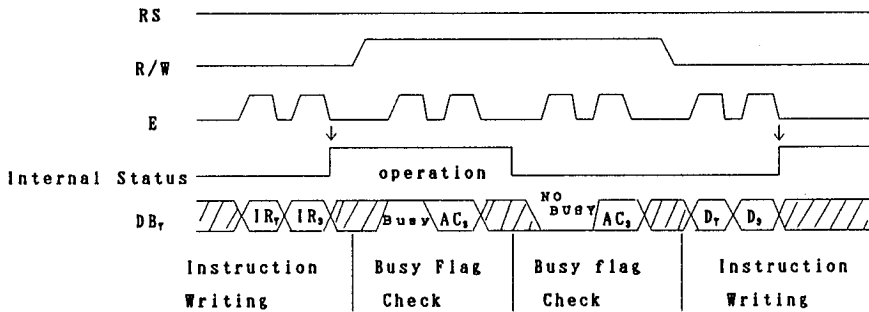 RS
R/W
E
Internal Status
operation
DB₇
IR₇ IR₃ Busy AC₃ NO BUSY AC₃ D₇ D₃
Instruction Writing
Busy Flag Check
Busy flag Check
Instruction Writing